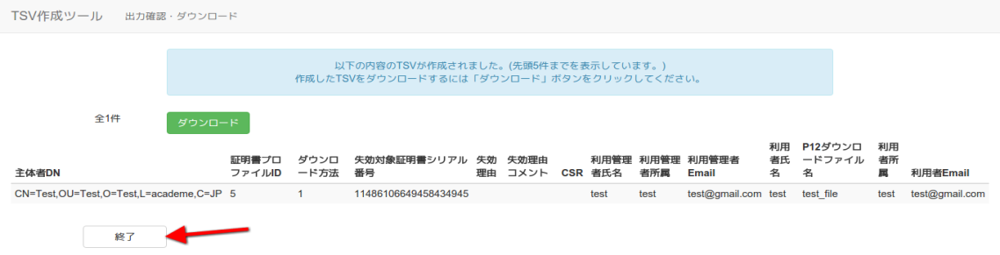 TSV作成ツール 出力確認・ダウンロード
以下の内容のTSVが作成されました。(先頭5件までを表示しています。)
作成したTSVをダウンロードするには「ダウンロード」ボタンをクリックしてください。
全1件 ダウンロード
主体者DN 証明書プロファイルID ダウンロード方法 失効対象証明書シリアル番号 失効理由 失効理由コメント CSR 利用管理者氏名 利用管理者所属 利用管理者Email 利用者氏名 P12ダウンロードファイル名 利用者所属 利用者Email
CN=Test,OU=Test,O=Test,L=academe,C=JP 5 1 11486106649458434945 test test test@gmail.com test test_file test test@gmail.com
終了